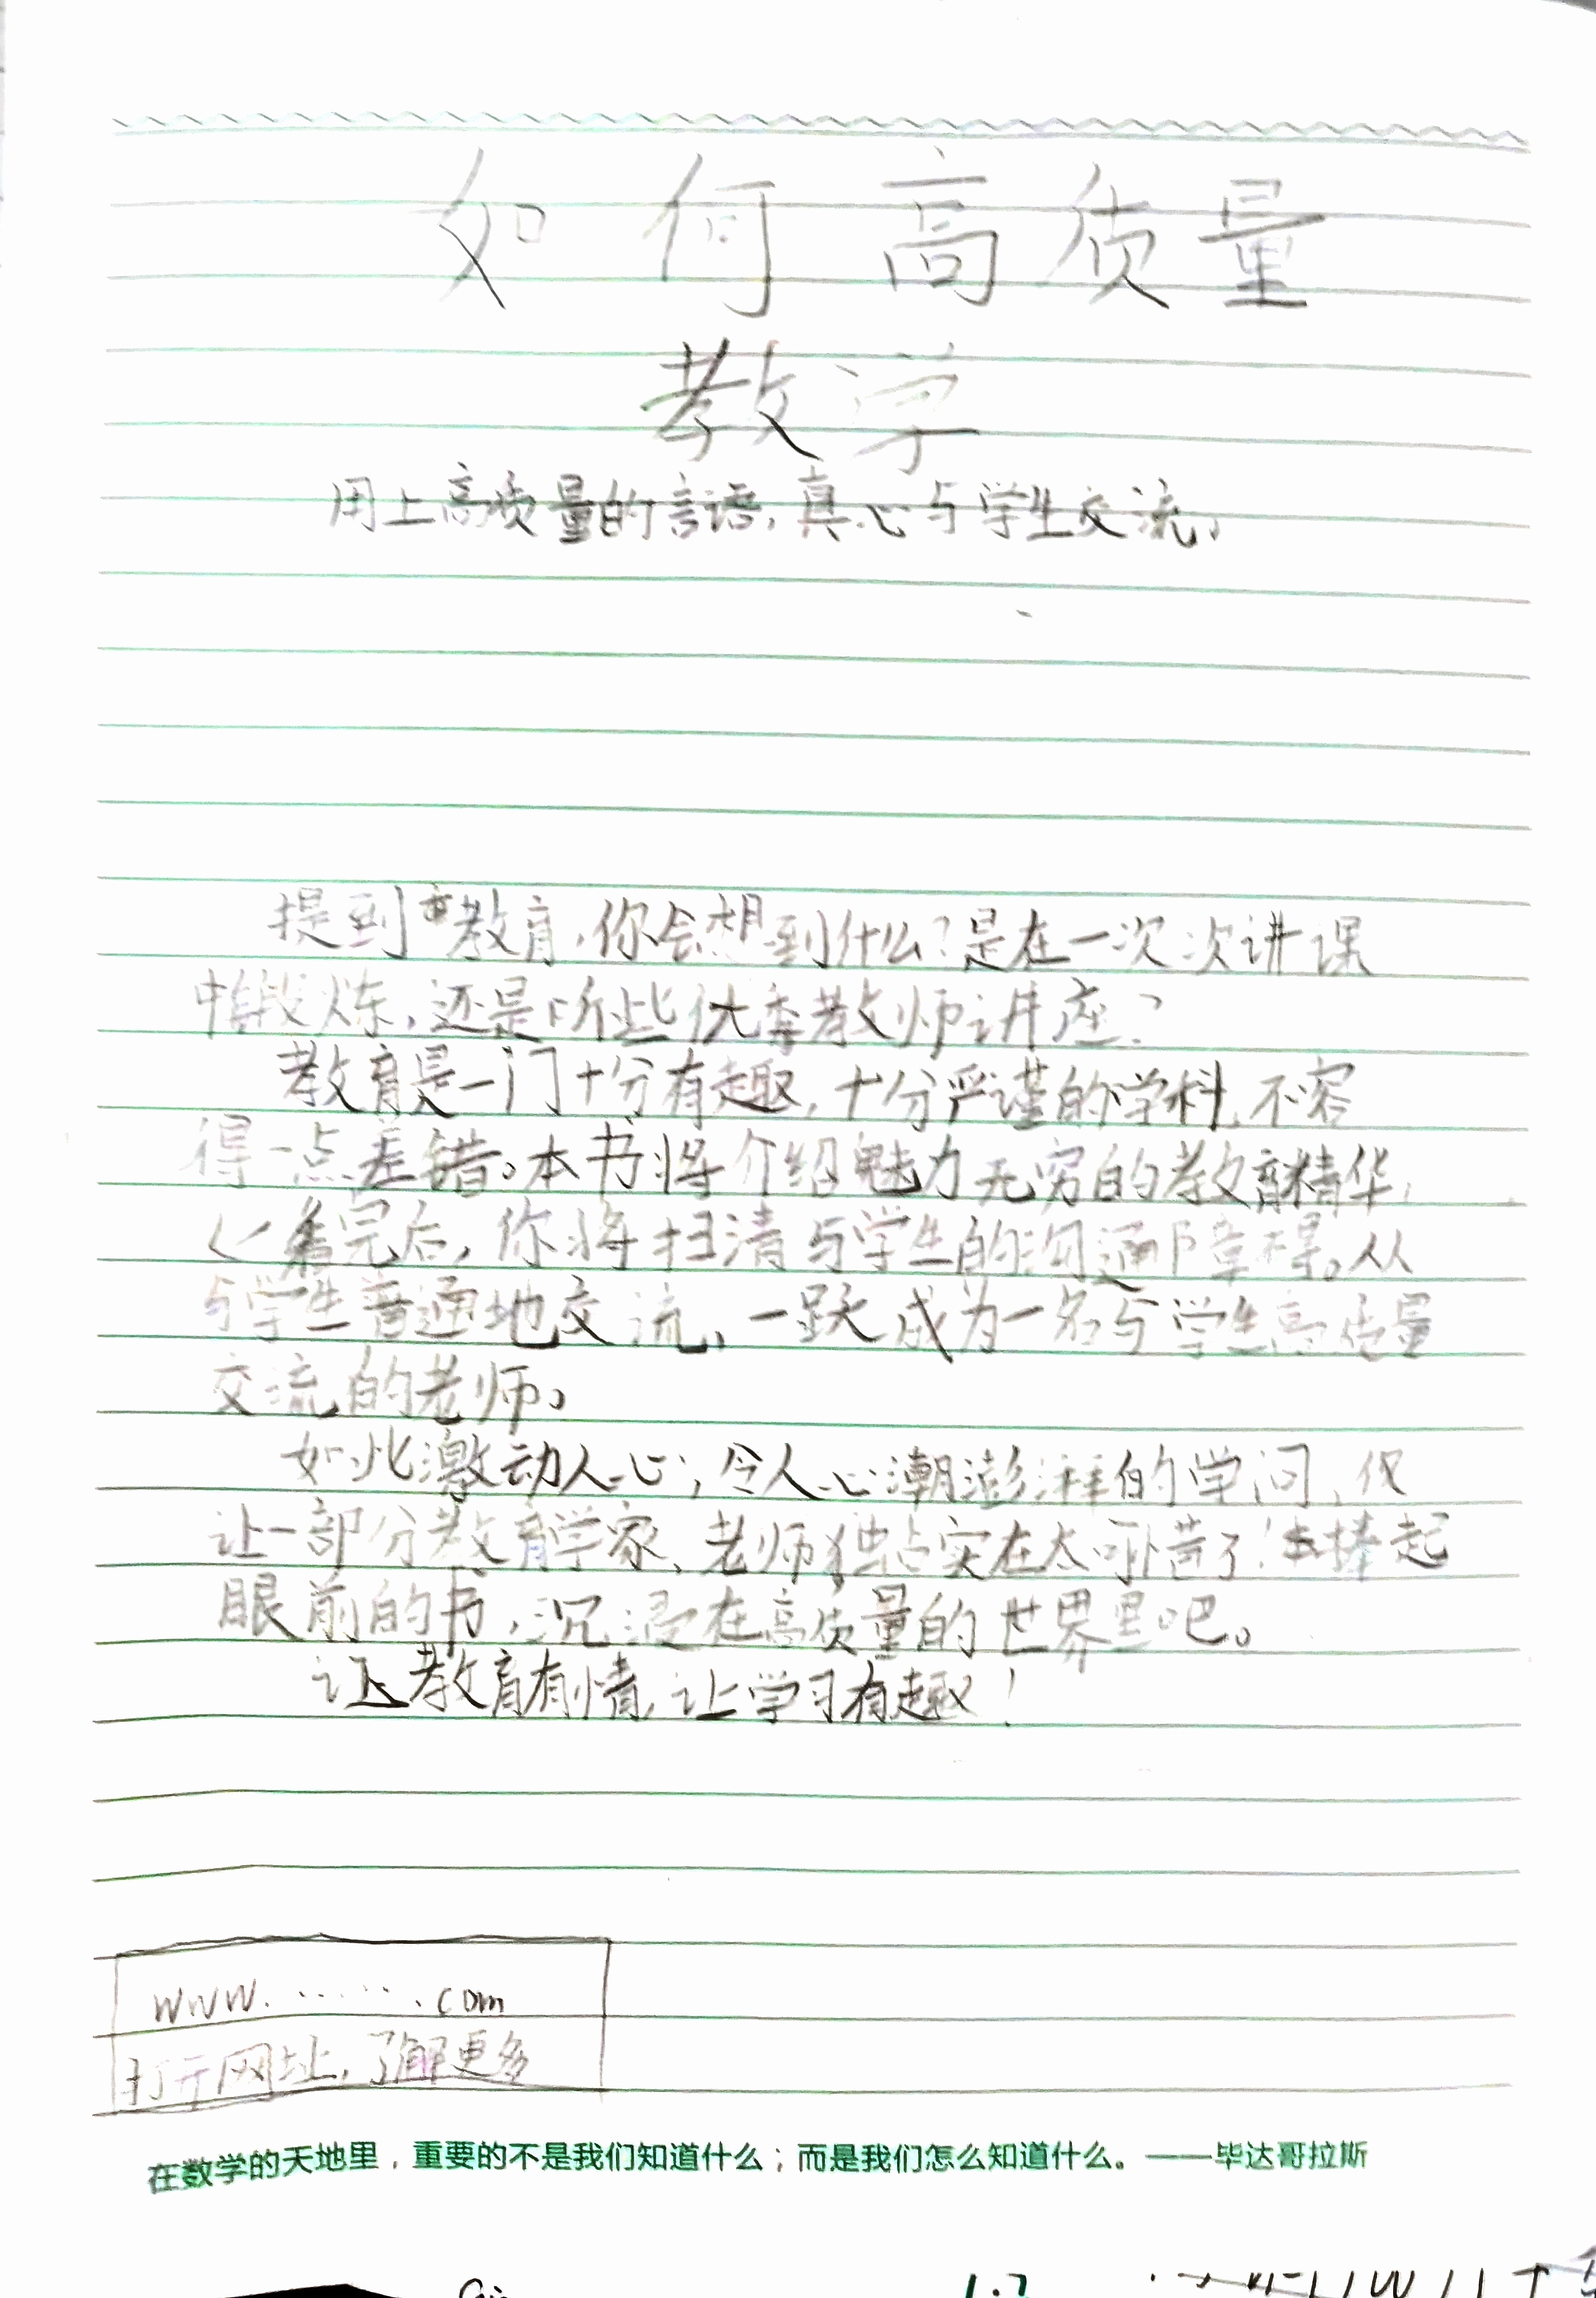 如何高质量
教学
用上高质量的言语,真心与学生交流。
提到教育,你会想到什么?是在一次次讲课
中锻炼,还是听些优秀教师讲座?
教育是一门十分有趣,十分严谨的学科,不容
得一点差错。本书将介绍魅力无穷的教育精华,
看完后,你将扫清与学生的沟通障碍。从
与学生普通地交流,一跃成为一名与学生高质量
交流的老师。
如此激动人心,令人心潮澎湃的学问,仅
让一部分教育学家、老师独占实在太可惜了!捧起
眼前的书,沉浸在高质量的世界里吧。
让教育有情,让学习有趣!
www.······.com
打开网址,了解更多
在数学的天地里,重要的不是我们知道什么;而是我们怎么知道什么。——毕达哥拉斯